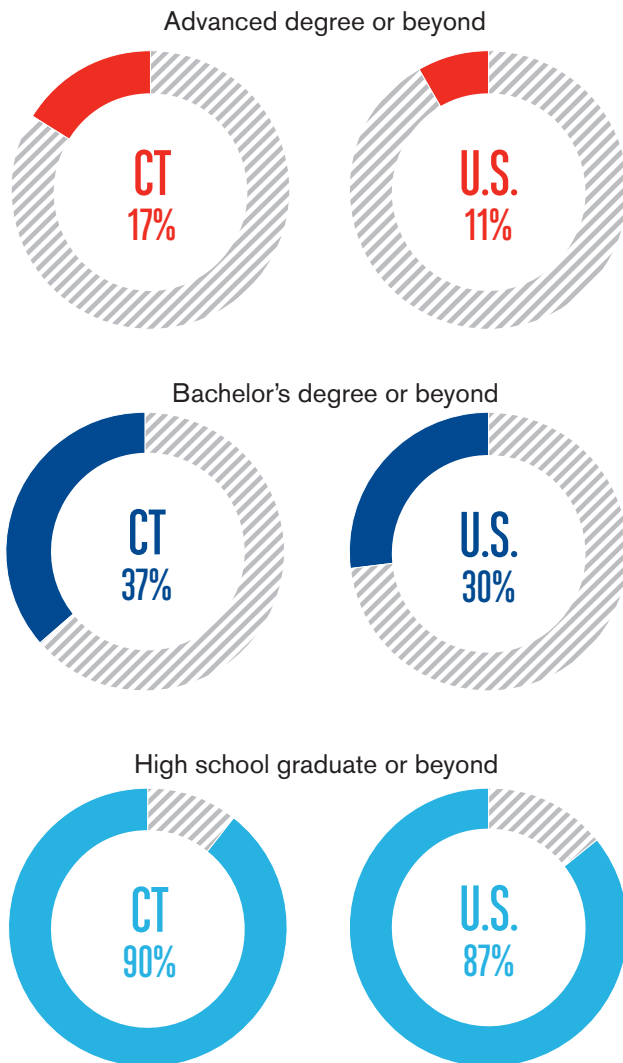 Advanced degree or beyond
CT
17%
U.S.
11%
Bachelor’s degree or beyond
CT
37%
U.S.
30%
High school graduate or beyond
CT
90%
U.S.
87%